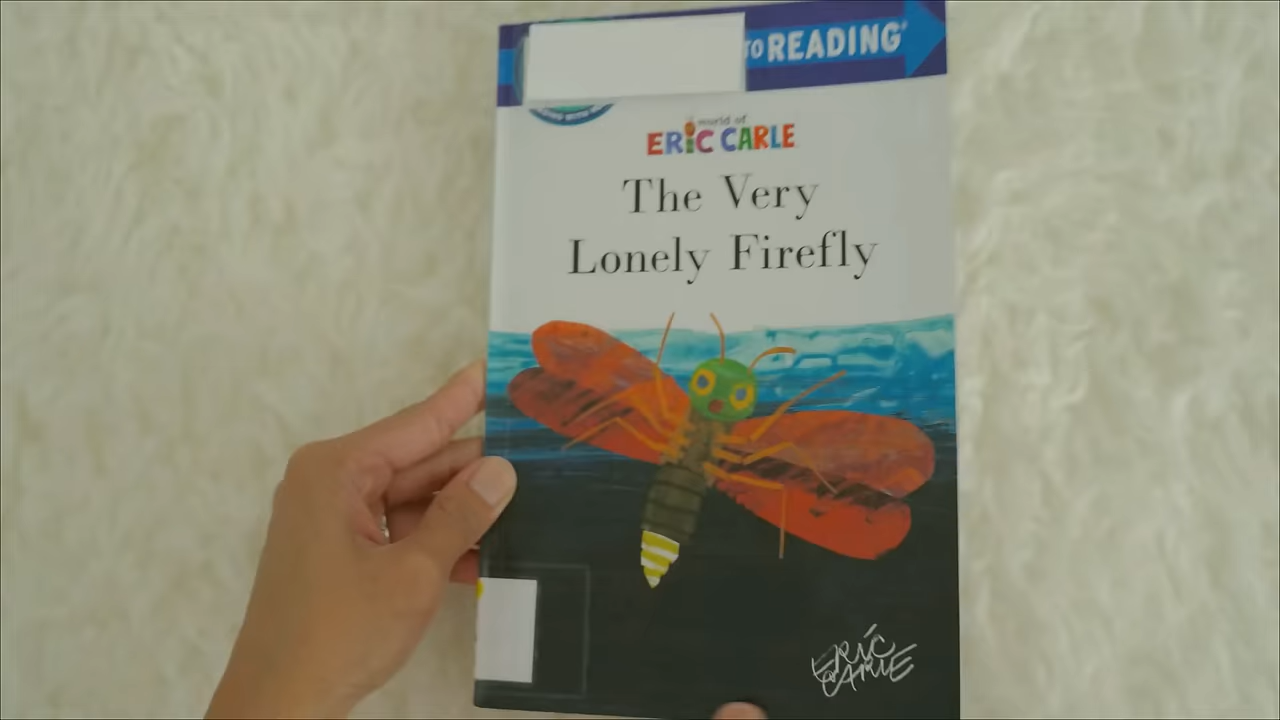 TO READING
world of
ERIC CARLE
The Very
Lonely Firefly
ERIC CARLE